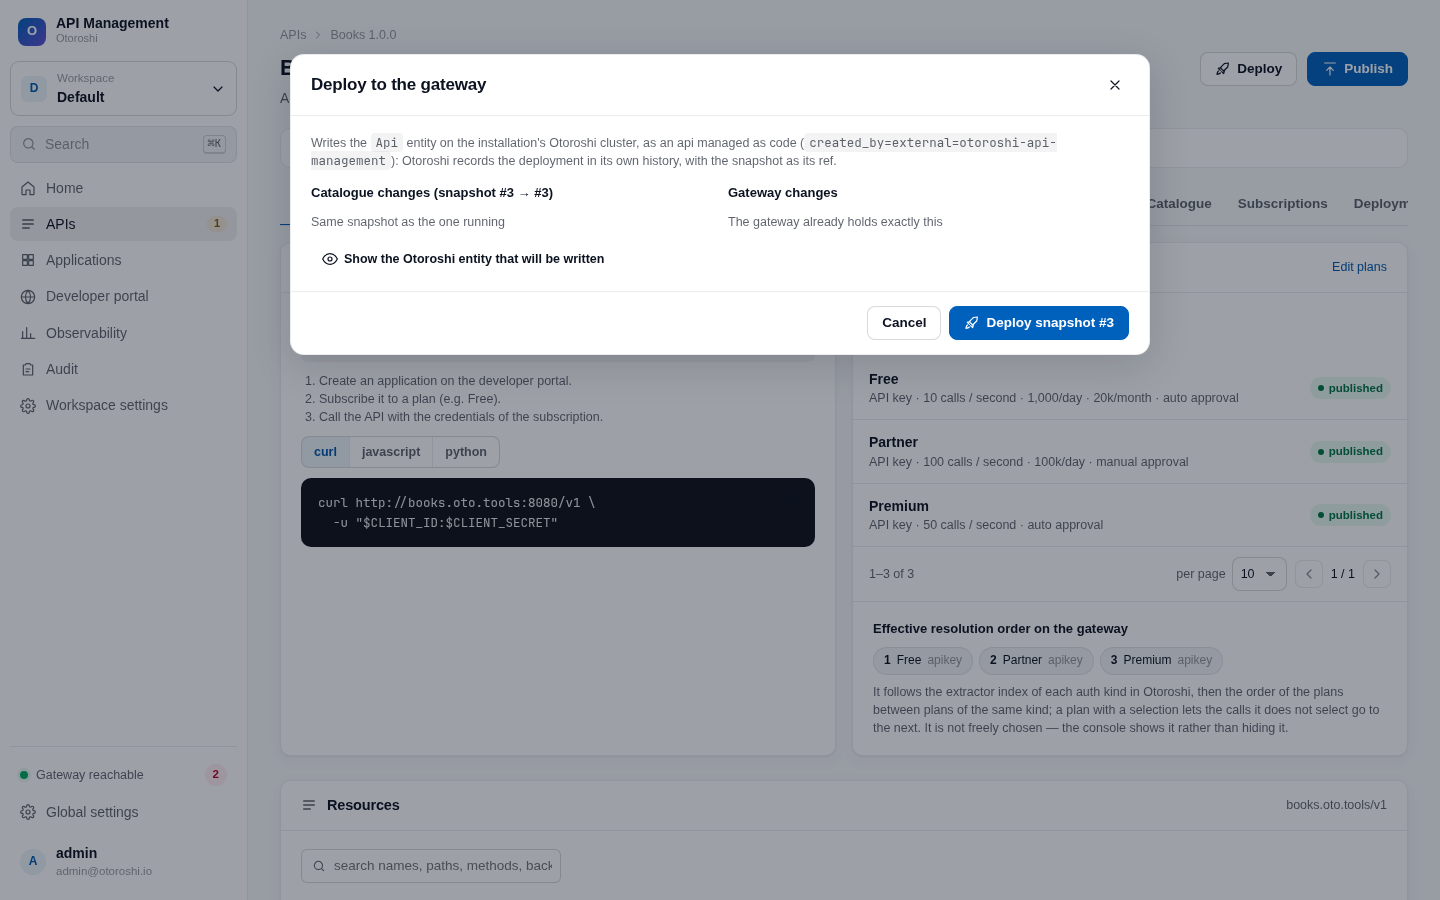 O
API Management
Otoroshi
D
Workspace
Default
Search
⌘K
Home
APIs
1
Applications
Developer portal
Observability
Audit
Workspace settings
Gateway reachable
2
Global settings
A
admin
admin@otoroshi.io
APIs
Books 1.0.0
Deploy
Publish
Deploy to the gateway
Writes the Api entity on the installation's Otoroshi cluster, as an api managed as code ( created_by=external=otoroshi-api-
management ): Otoroshi records the deployment in its own history, with the snapshot as its ref.
Catalogue changes (snapshot #3 → #3)
Same snapshot as the one running
Gateway changes
The gateway already holds exactly this
Show the Otoroshi entity that will be written
Cancel
Deploy snapshot #3
Catalogue
Subscriptions
Deploym
Edit plans
1. Create an application on the developer portal.
2. Subscribe it to a plan (e.g. Free).
3. Call the API with the credentials of the subscription.
curl
javascript
python
curl http://books.oto.tools:8080/v1 \
-u "$CLIENT_ID:$CLIENT_SECRET"
Free
API key · 10 calls / second · 1,000/day · 20k/month · auto approval
published
Partner
API key · 100 calls / second · 100k/day · manual approval
published
Premium
API key · 50 calls / second · auto approval
published
1–3 of 3
per page
10
1 / 1
Effective resolution order on the gateway
1 Free apikey
2 Partner apikey
3 Premium apikey
It follows the extractor index of each auth kind in Otoroshi, then the order of the plans
between plans of the same kind; a plan with a selection lets the calls it does not select go to
the next. It is not freely chosen — the console shows it rather than hiding it.
Resources
books.oto.tools/v1
search names, paths, methods, back